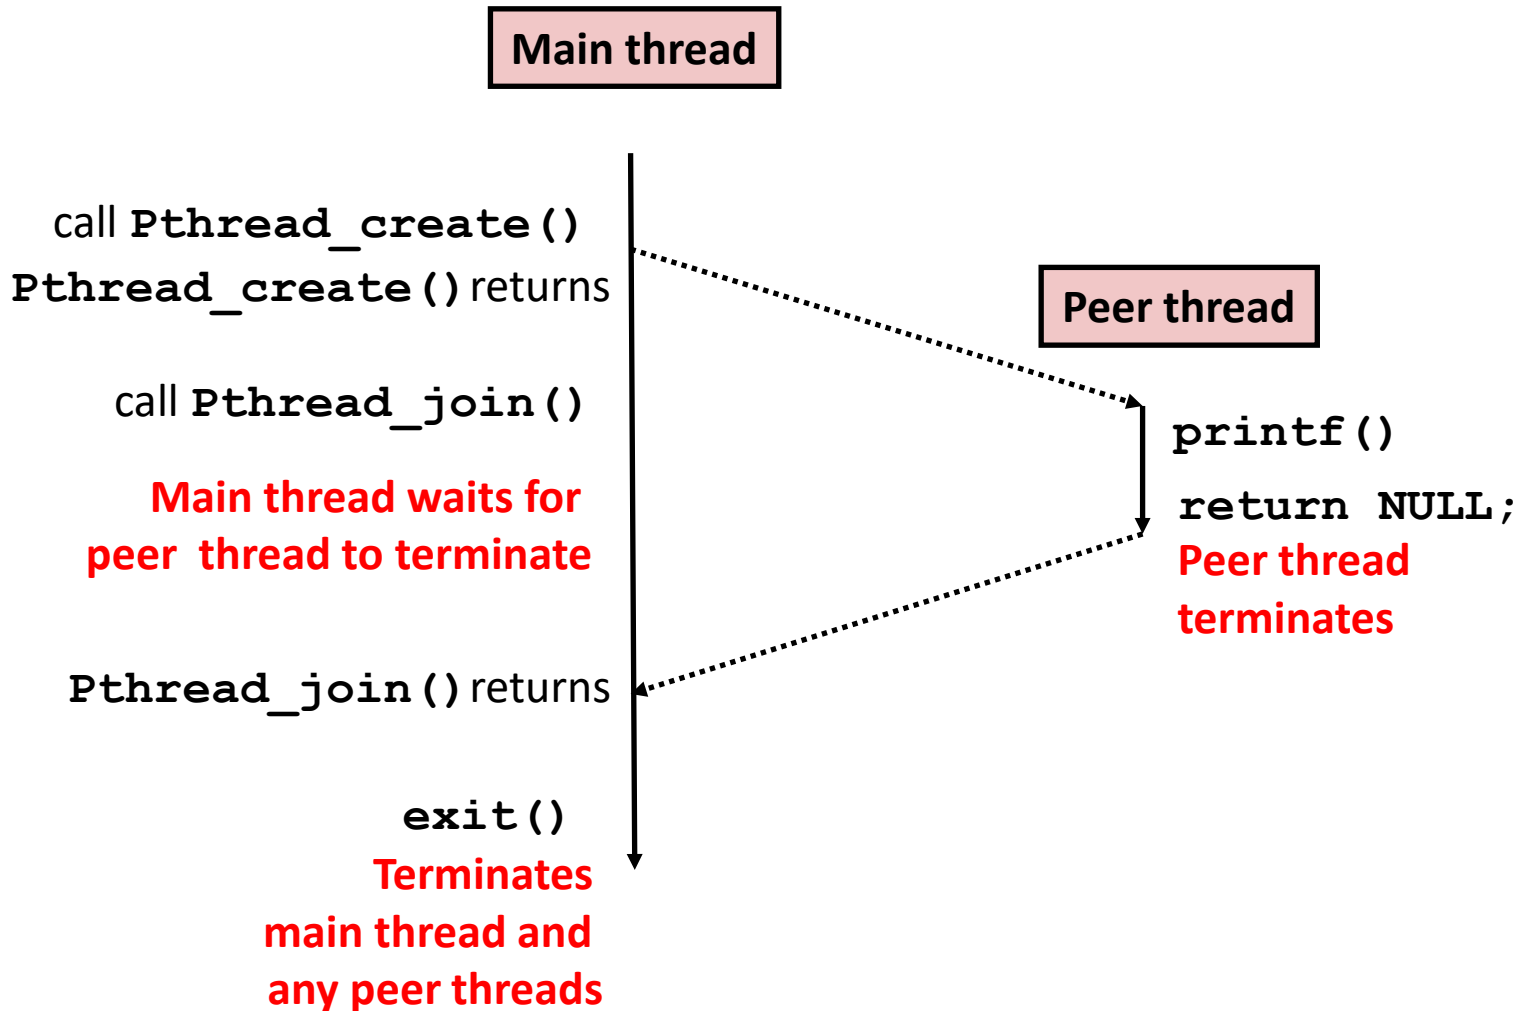 Main thread
call Pthread_create()
Pthread_create() returns
Peer thread
call Pthread_join()
printf()
Main thread waits for
peer thread to terminate
return NULL;
Peer thread
terminates
Pthread_join() returns
exit()
Terminates
main thread and
any peer threads